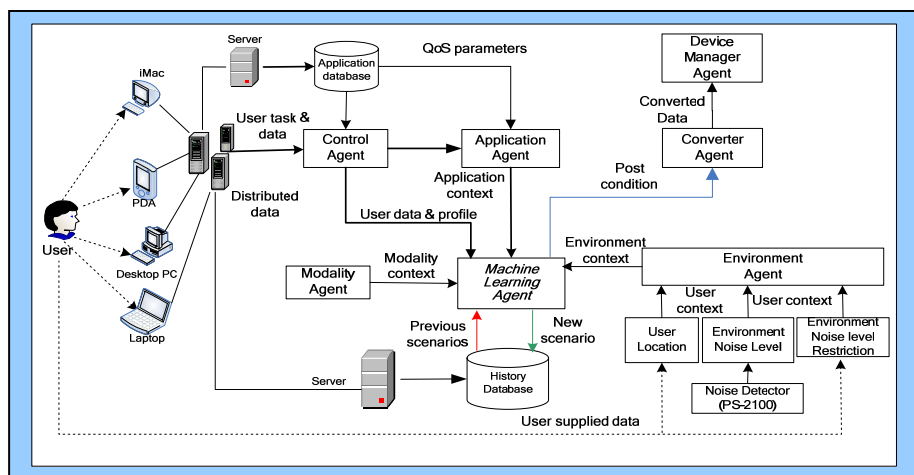 Server
QoS parameters
Device
Manager
Agent
iMac
Application
database
Converted
Data
User task &
data
Control
Agent
Application
Agent
Converter
Agent
Application
context
Post
condition
PDA
Distributed
data
User data & profile
User
Desktop PC
Modality
context
Machine
Learning
Agent
Environment
context
Environment
Agent
Modality
Agent
User
context
User context
Laptop
Previous
scenarios
New
scenario
User
Location
Environment
Noise Level
Environment
Noise level
Restriction
Server
History
Database
Noise Detector
(PS-2100)
User supplied data